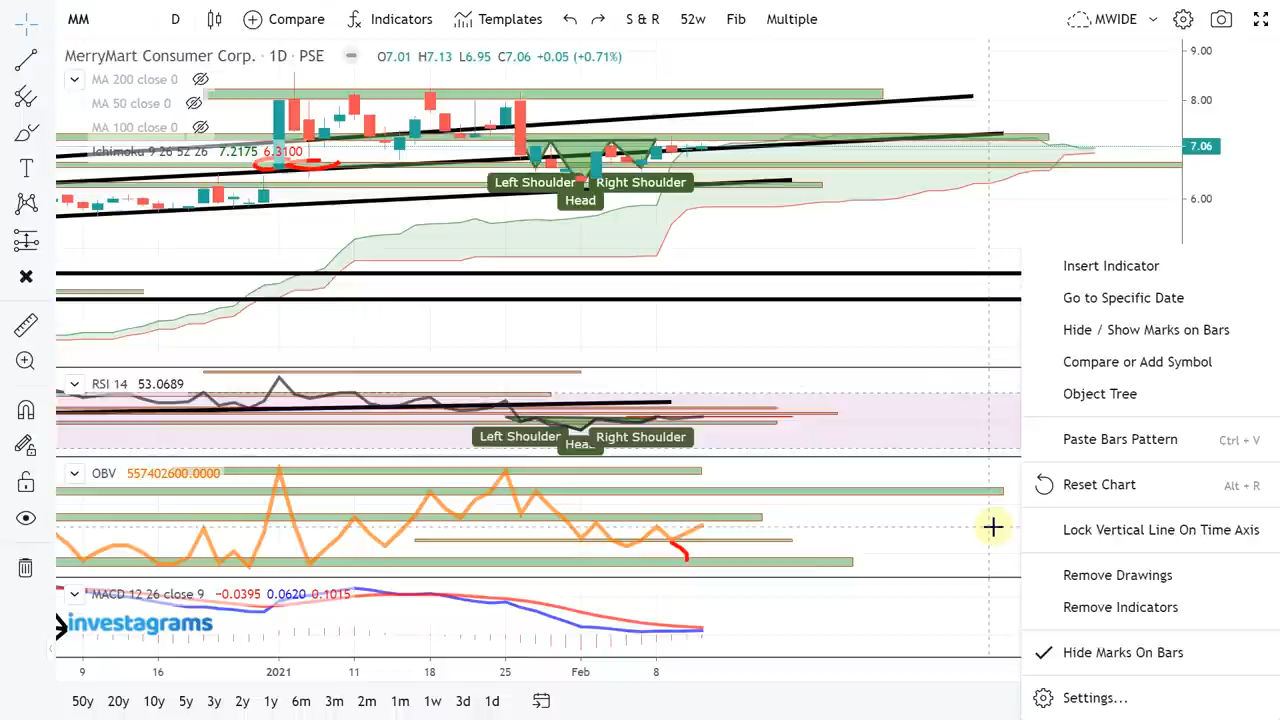 MM D Compare Indicators Templates S & R 52w Fib Multiple MWIDE
MerryMart Consumer Corp. · 1D · PSE O7.01 H7.13 L6.95 C7.06 +0.05 (+0.71%)
9.00
MA 200 close 0
MA 50 close 0
8.00
MA 100 close 0
Ichimoku 9 26 52 26 7.2175 6.3100
7.06
Left Shoulder Right Shoulder
Head
6.00
Insert Indicator
Go to Specific Date
Hide / Show Marks on Bars
Compare or Add Symbol
Object Tree
Paste Bars Pattern Ctrl + V
Reset Chart Alt + R
Lock Vertical Line On Time Axis
Remove Drawings
Remove Indicators
Hide Marks On Bars
Settings...
RSI 14 53.0689
Left Shoulder Head Right Shoulder
OBV 557402600.0000
MACD 12 26 close 9 −0.0395 0.0620 0.1015
investagrams
9 16 2021 11 18 25 Feb 8
50y 20y 10y 5y 3y 2y 1y 6m 3m 2m 1m 1w 3d 1d